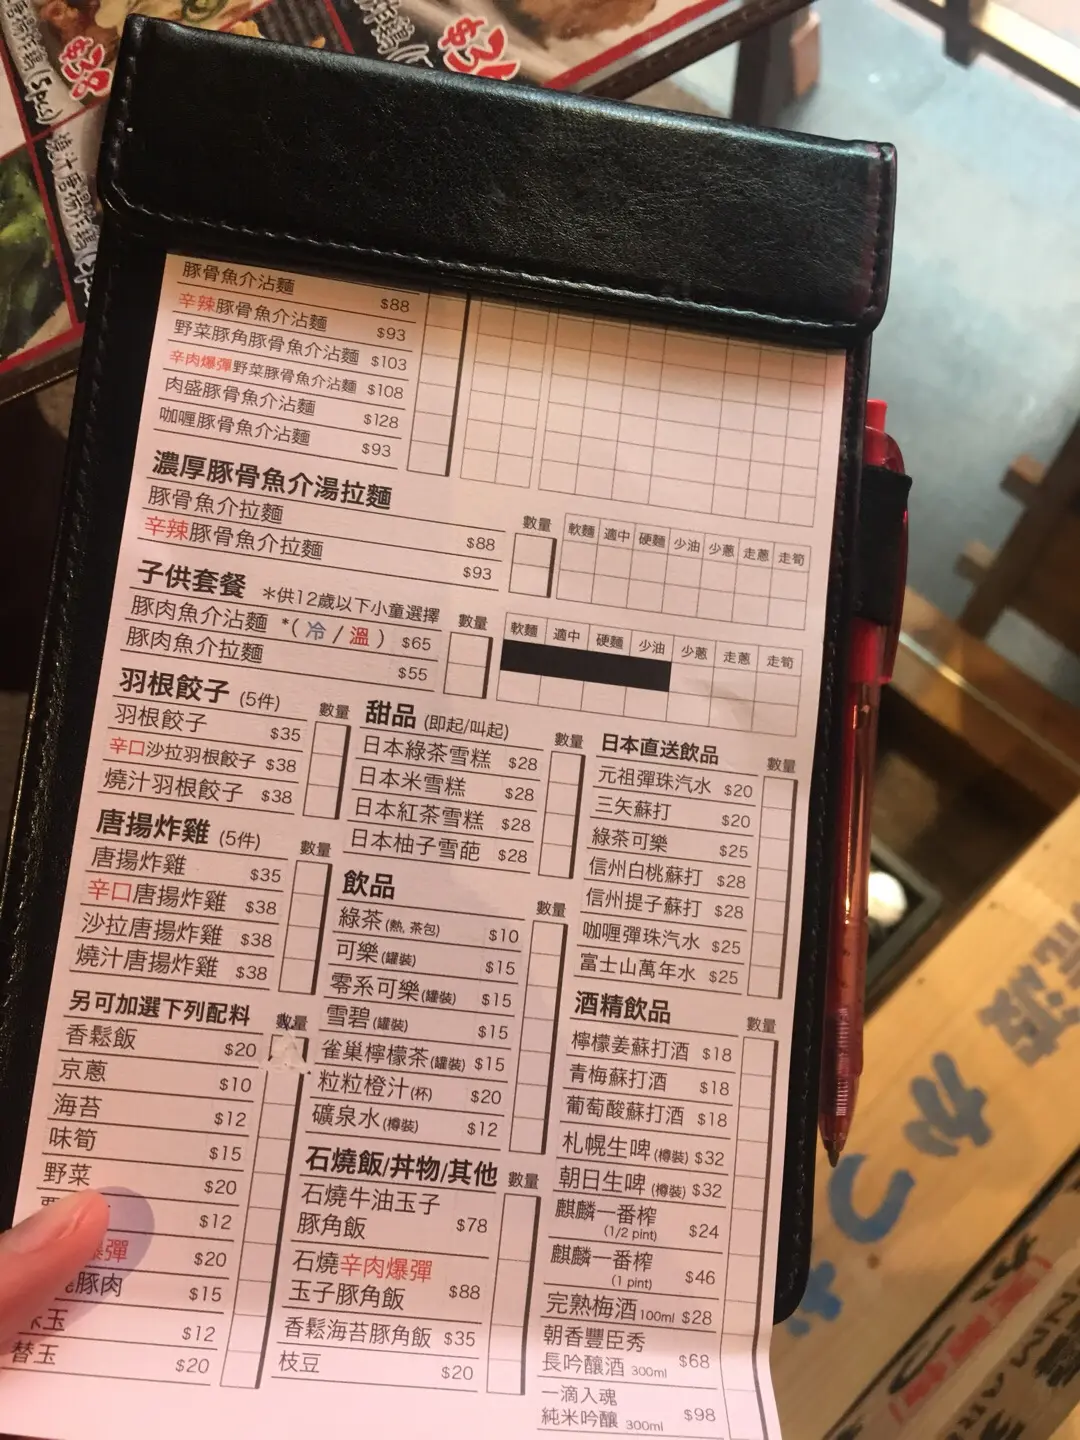 豚骨魚介沾麵 $88
辛辣豚骨魚介沾麵 $93
野菜豚角豚骨魚介沾麵 $103
辛肉爆彈野菜豚骨魚介沾麵 $108
肉盛豚骨魚介沾麵 $128
咖喱豚骨魚介沾麵 $93
濃厚豚骨魚介湯拉麵
數量 軟麵 適中 硬麵 少油 少蔥 走蔥 走筍
豚骨魚介拉麵 $88
辛辣豚骨魚介拉麵 $93
子供套餐 *供12歲以下小童選擇
數量 軟麵 適中 硬麵 少油 少蔥 走蔥 走筍
豚肉魚介沾麵 *(冷/溫) $65
豚肉魚介拉麵 $55
羽根餃子 (5件) 數量
羽根餃子 $35
辛口沙拉羽根餃子 $38
燒汁羽根餃子 $38
唐揚炸雞 (5件) 數量
唐揚炸雞 $35
辛口唐揚炸雞 $38
沙拉唐揚炸雞 $38
燒汁唐揚炸雞 $38
另可加選下列配料 數量
香鬆飯 $20
京蔥 $10
海苔 $12
味筍 $15
野菜 $20
$12
爆彈 $20
豚肉 $15
玉 $12
替玉 $20
甜品 (即起/叫起) 數量
日本綠茶雪糕 $28
日本米雪糕 $28
日本紅茶雪糕 $28
日本柚子雪葩 $28
飲品 數量
綠茶(熱, 茶包) $10
可樂(罐裝) $15
零系可樂(罐裝) $15
雪碧(罐裝) $15
雀巢檸檬茶(罐裝) $15
粒粒橙汁(杯) $20
礦泉水(樽裝) $12
石燒飯/丼物/其他 數量
石燒牛油玉子
豚角飯 $78
石燒辛肉爆彈
玉子豚角飯 $88
香鬆海苔豚角飯 $35
枝豆 $20
日本直送飲品 數量
元祖彈珠汽水 $20
三矢蘇打 $20
綠茶可樂 $25
信州白桃蘇打 $28
信州提子蘇打 $28
咖喱彈珠汽水 $25
富士山萬年水 $25
酒精飲品 數量
檸檬姜蘇打酒 $18
青梅蘇打酒 $18
葡萄酸蘇打酒 $18
札幌生啤 (樽裝) $32
朝日生啤 (樽裝) $32
麒麟一番榨
(1/2 pint) $24
麒麟一番榨
(1 pint) $46
完熟梅酒 100ml $28
朝香豐臣秀
長吟釀酒 300ml $68
一滴入魂
純米吟釀 300ml $98